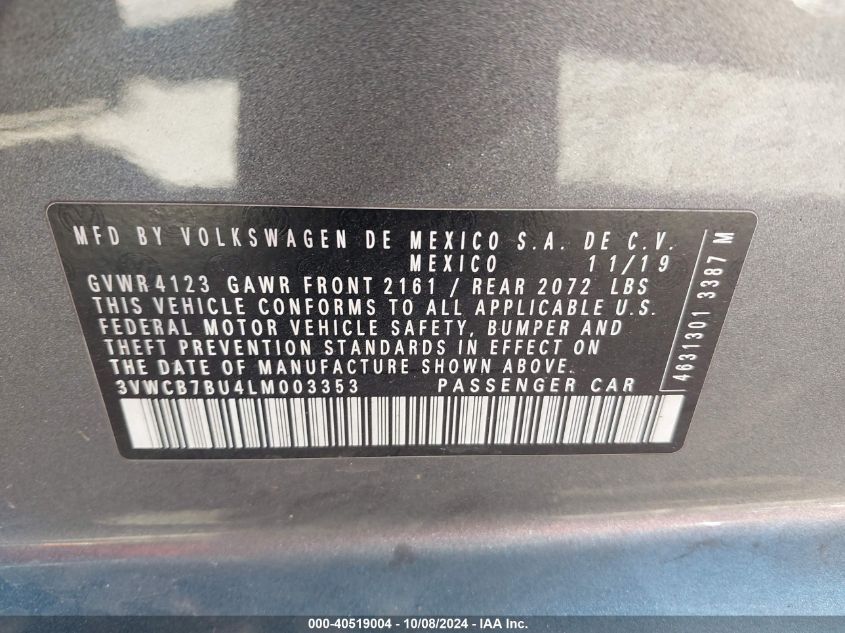 MFD BY VOLKSWAGEN DE MEXICO S.A. DE C.V.
MEXICO 11/19
GVWR 4123 GAWR FRONT 2161 / REAR 2072 LBS
THIS VEHICLE CONFORMS TO ALL APPLICABLE U.S.
FEDERAL MOTOR VEHICLE SAFETY, BUMPER AND
THEFT PREVENTION STANDARDS IN EFFECT ON
THE DATE OF MANUFACTURE SHOWN ABOVE.
3VWCB7BU4LM003353 PASSENGER CAR
4631301 3387 M
000-40519004 - 10/08/2024 - IAA Inc.